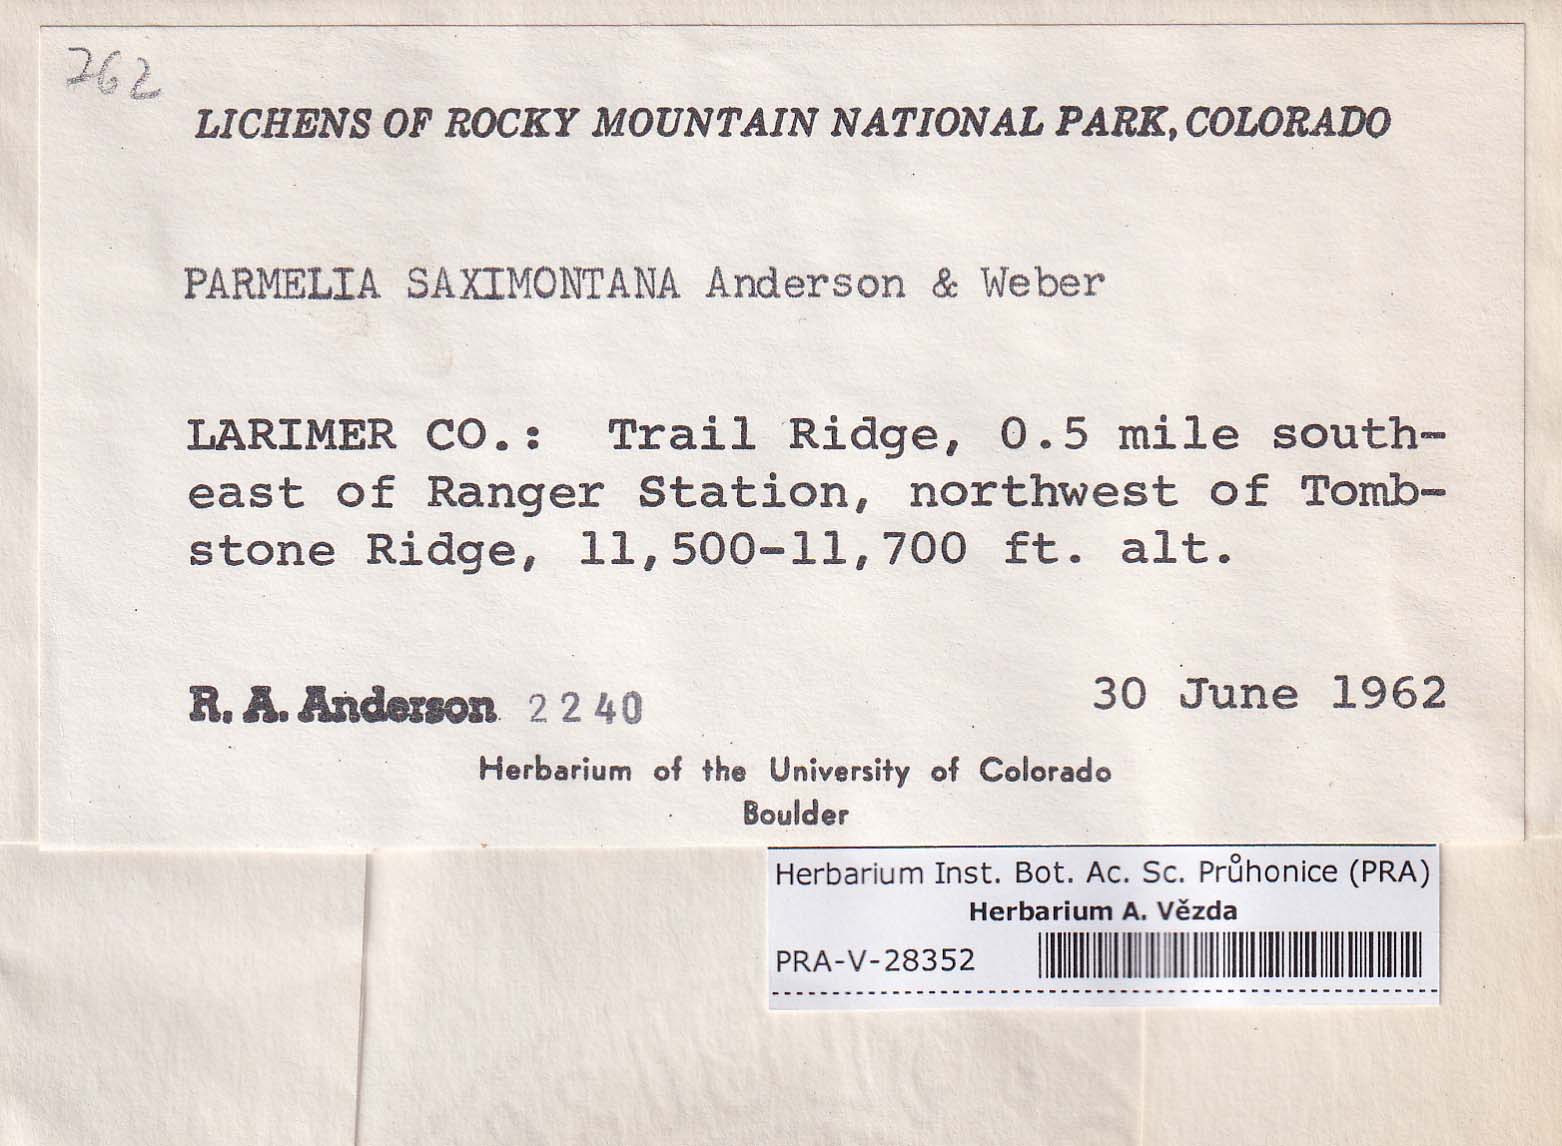 762
LICHENS OF ROCKY MOUNTAIN NATIONAL PARK, COLORADO
PARMELIA SAXIMONTANA Anderson & Weber
LARIMER CO.: Trail Ridge, 0.5 mile south-
east of Ranger Station, northwest of Tomb-
stone Ridge, 11,500-11,700 ft. alt.
R. A. Anderson 2240
30 June 1962
Herbarium of the University of Colorado
Boulder
Herbarium Inst. Bot. Ac. Sc. Průhonice (PRA)
Herbarium A. Vězda
PRA-V-28352